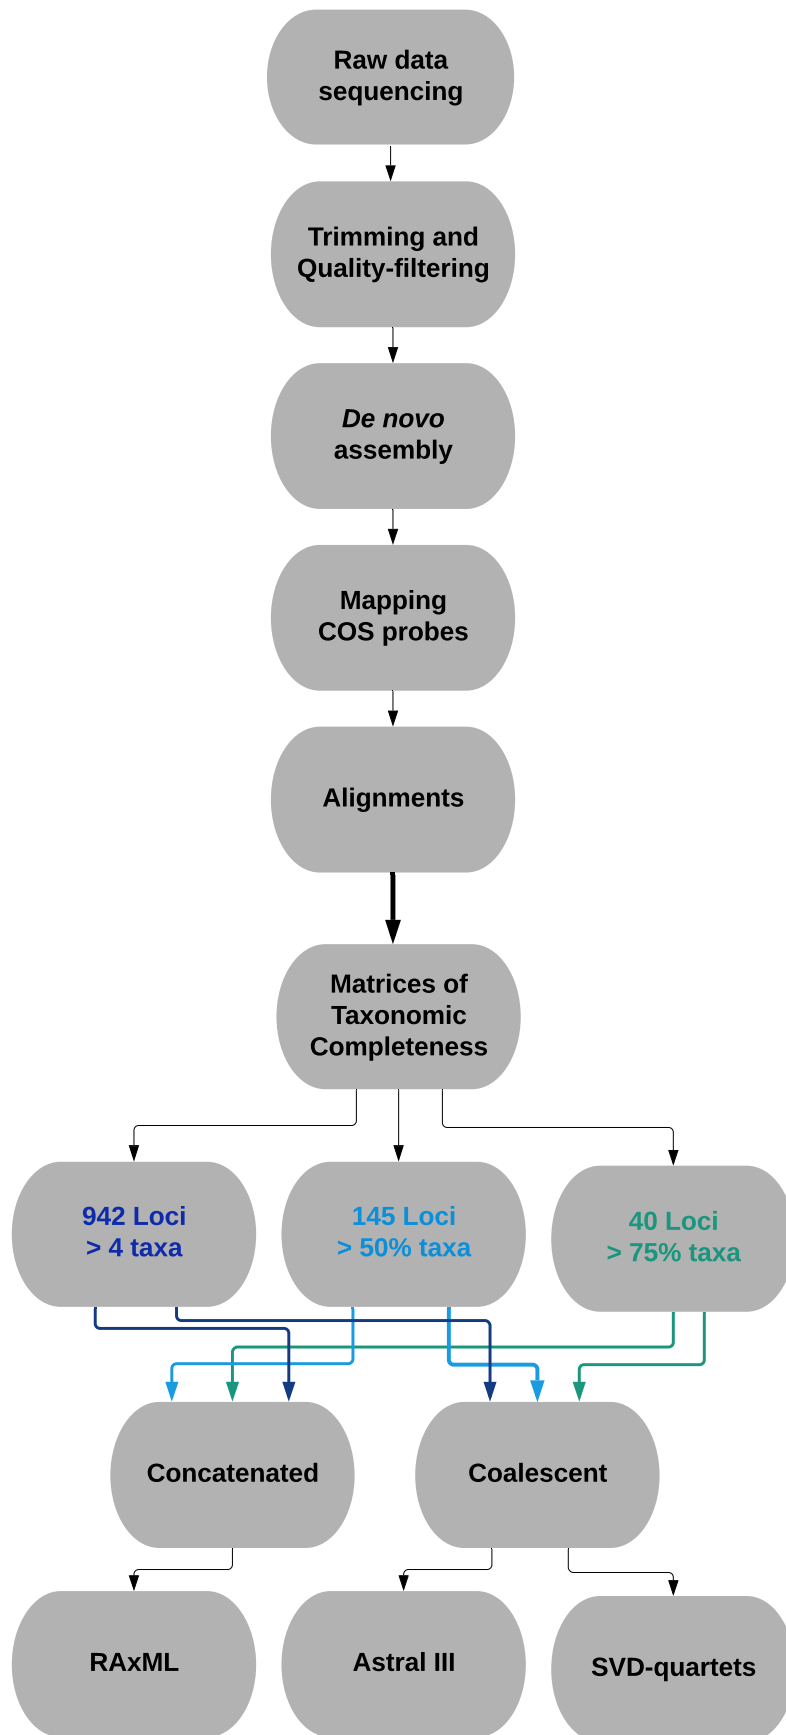 Raw data
sequencing
Trimming and
Quality-filtering
De novo
assembly
Mapping
COS probes
Alignments
Matrices of
Taxonomic
Completeness
942 Loci
> 4 taxa
145 Loci
> 50% taxa
40 Loci
> 75% taxa
Concatenated
Coalescent
RAxML
Astral III
SVD-quartets